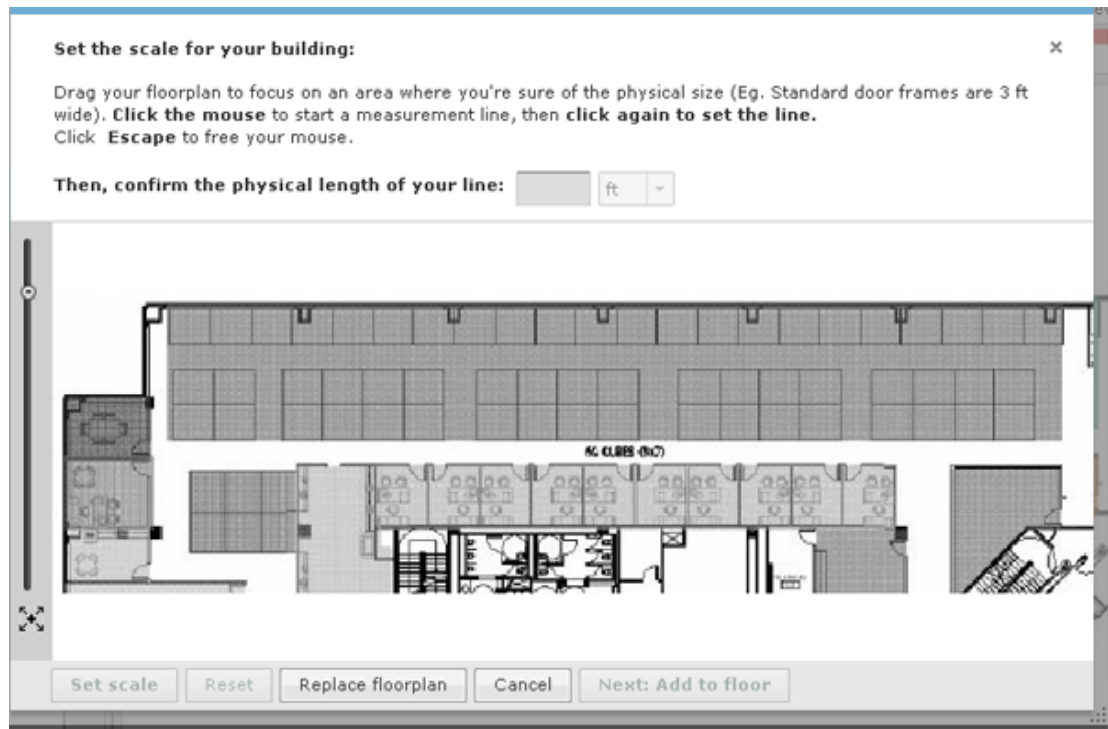 Set the scale for your building:
×
Drag your floorplan to focus on an area where you're sure of the physical size (Eg. Standard door frames are 3 ft
wide). Click the mouse to start a measurement line, then click again to set the line.
Click Escape to free your mouse.
Then, confirm the physical length of your line:
ft
CUBES
Set scale
Reset
Replace floorplan
Cancel
Next: Add to floor